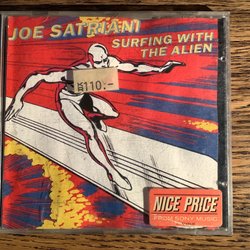 JOE SATRIANI
SURFING WITH
THE ALIEN
110.-
NICE PRICE
FROM SONY MUSIC